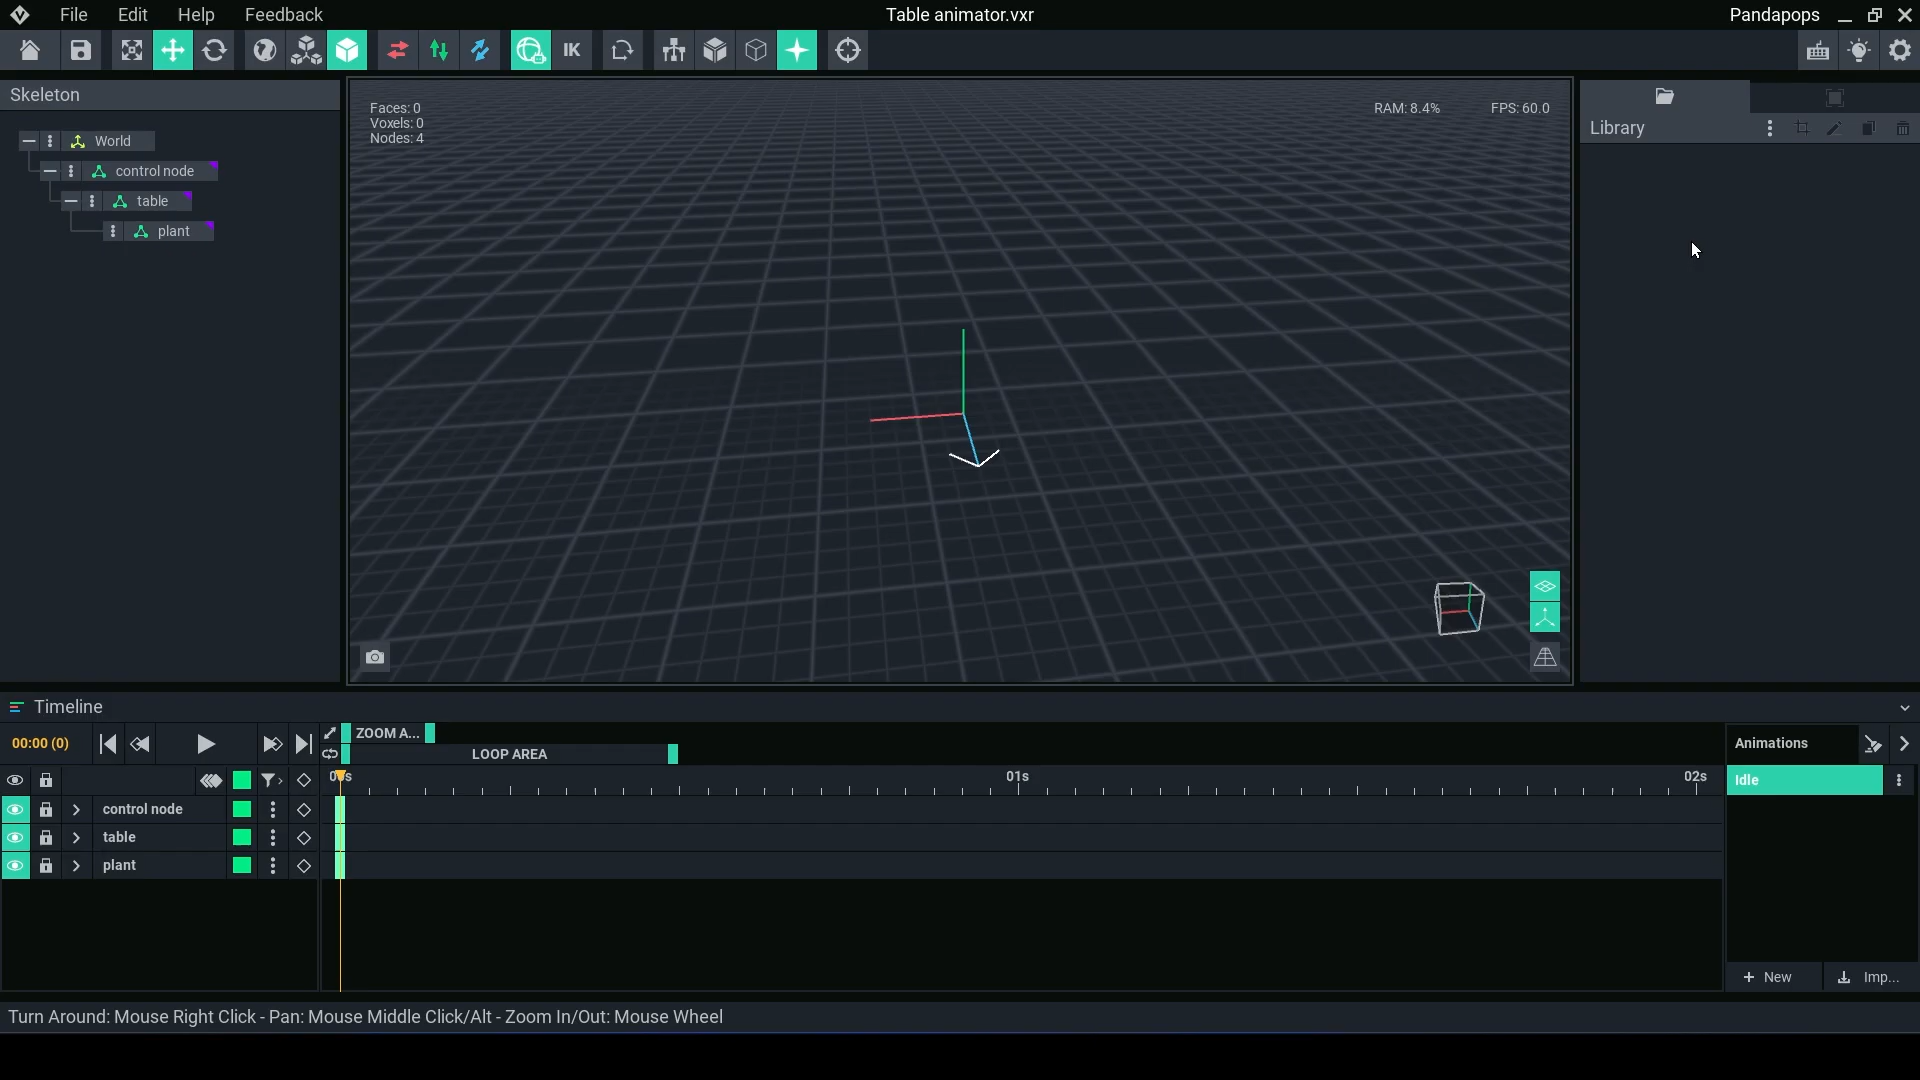 File Edit Help Feedback Table animator.vxr Pandapops
IK
Skeleton
World
control node
table
plant
Faces: 0
Voxels: 0
Nodes: 4
RAM: 8.4% FPS: 60.0
Library
Timeline
00:00 (0)
ZOOM A...
LOOP AREA
Animations
01s 02s
Idle
control node
table
plant
New Imp...
Turn Around: Mouse Right Click - Pan: Mouse Middle Click/Alt - Zoom In/Out: Mouse Wheel